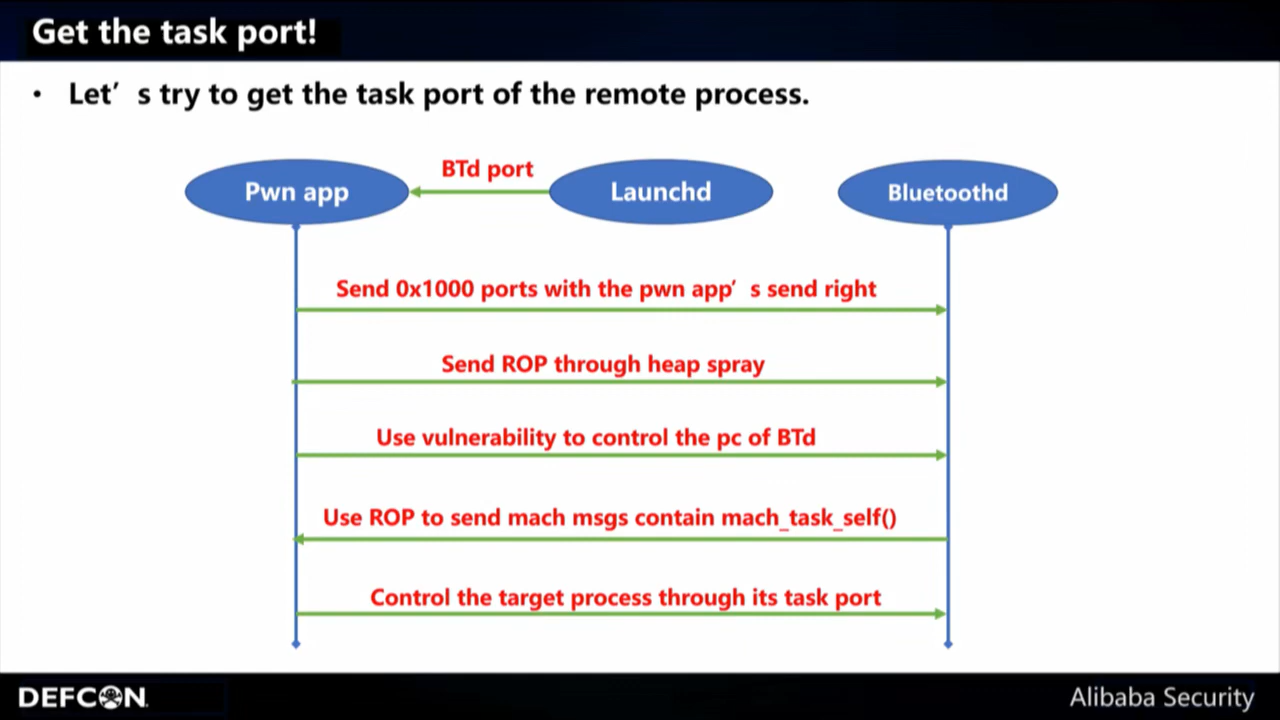 Get the task port!
• Let’ s try to get the task port of the remote process.
BTd port
Pwn app
Launchd
Bluetoothd
Send 0x1000 ports with the pwn app’ s send right
Send ROP through heap spray
Use vulnerability to control the pc of BTd
Use ROP to send mach msgs contain mach_task_self()
Control the target process through its task port
DEFCON
Alibaba Security